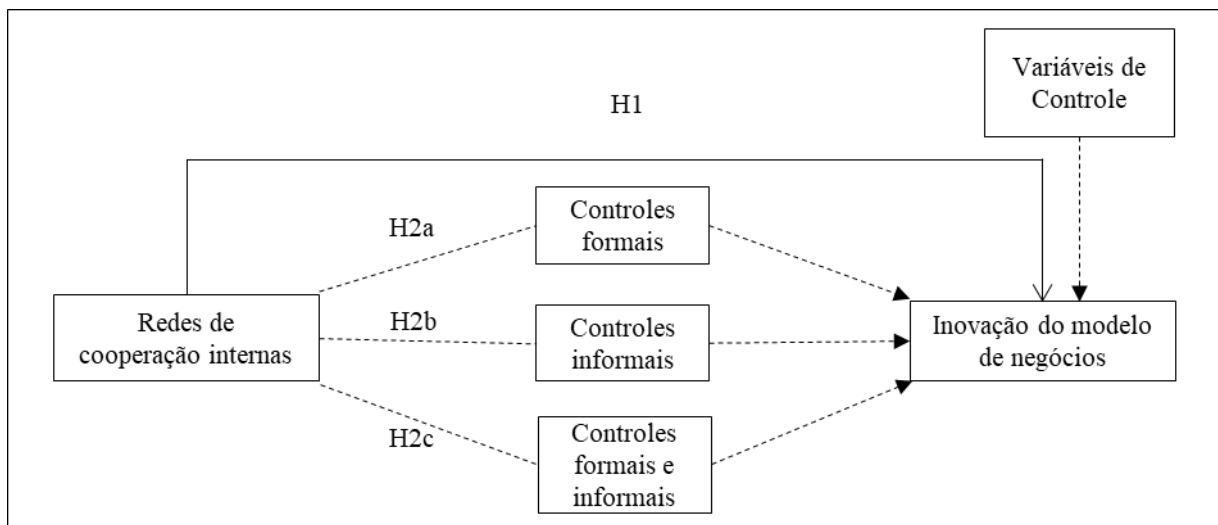 Variáveis de
Controle
H1
Controles
formais
H2a
Redes de
cooperação internas
H2b
Controles
informais
Inovação do modelo
de negócios
H2c
Controles
formais e
informais